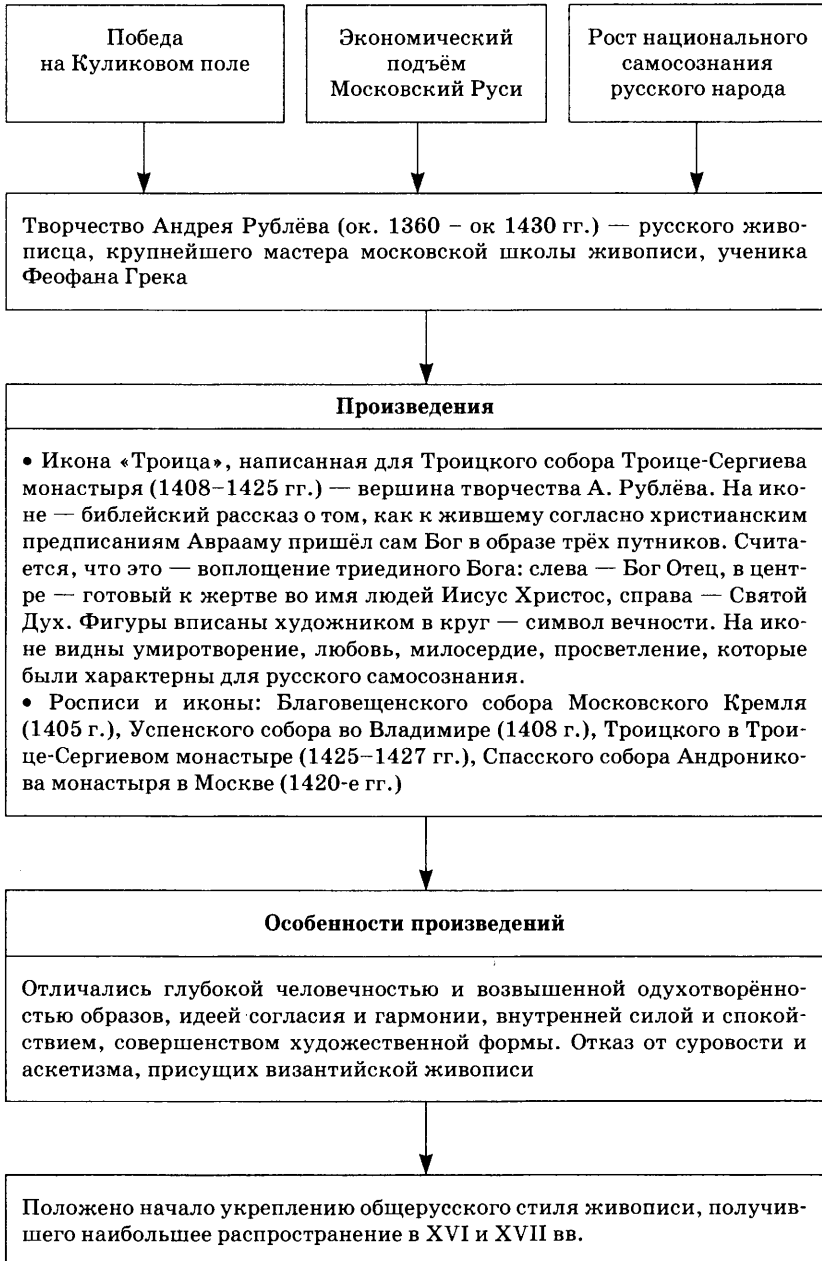 Победа
на Куликовом поле
Экономический
подъём
Московский Руси
Рост национального
самосознания
русского народа
Творчество Андрея Рублёва (ок. 1360 – ок 1430 гг.) — русского живо-
писца, крупнейшего мастера московской школы живописи, ученика
Феофана Грека
Произведения
• Икона «Троица», написанная для Троицкого собора Троице-Сергиева
монастыря (1408–1425 гг.) — вершина творчества А. Рублёва. На ико-
не — библейский рассказ о том, как к жившему согласно христианским
предписаниям Аврааму пришёл сам Бог в образе трёх путников. Счита-
ется, что это — воплощение триединого Бога: слева — Бог Отец, в цент-
ре — готовый к жертве во имя людей Иисус Христос, справа — Святой
Дух. Фигуры вписаны художником в круг — символ вечности. На ико-
не видны умиротворение, любовь, милосердие, просветление, которые
были характерны для русского самосознания.
• Росписи и иконы: Благовещенского собора Московского Кремля
(1405 г.), Успенского собора во Владимире (1408 г.), Троицкого в Трои-
це-Сергиевом монастыре (1425–1427 гг.), Спасского собора Андронико-
ва монастыря в Москве (1420-е гг.)
Особенности произведений
Отличались глубокой человечностью и возвышенной одухотворённо-
стью образов, идеей согласия и гармонии, внутренней силой и спокой-
ствием, совершенством художественной формы. Отказ от суровости и
аскетизма, присущих византийской живописи
Положено начало укреплению общерусского стиля живописи, получив-
шего наибольшее распространение в XVI и XVII вв.